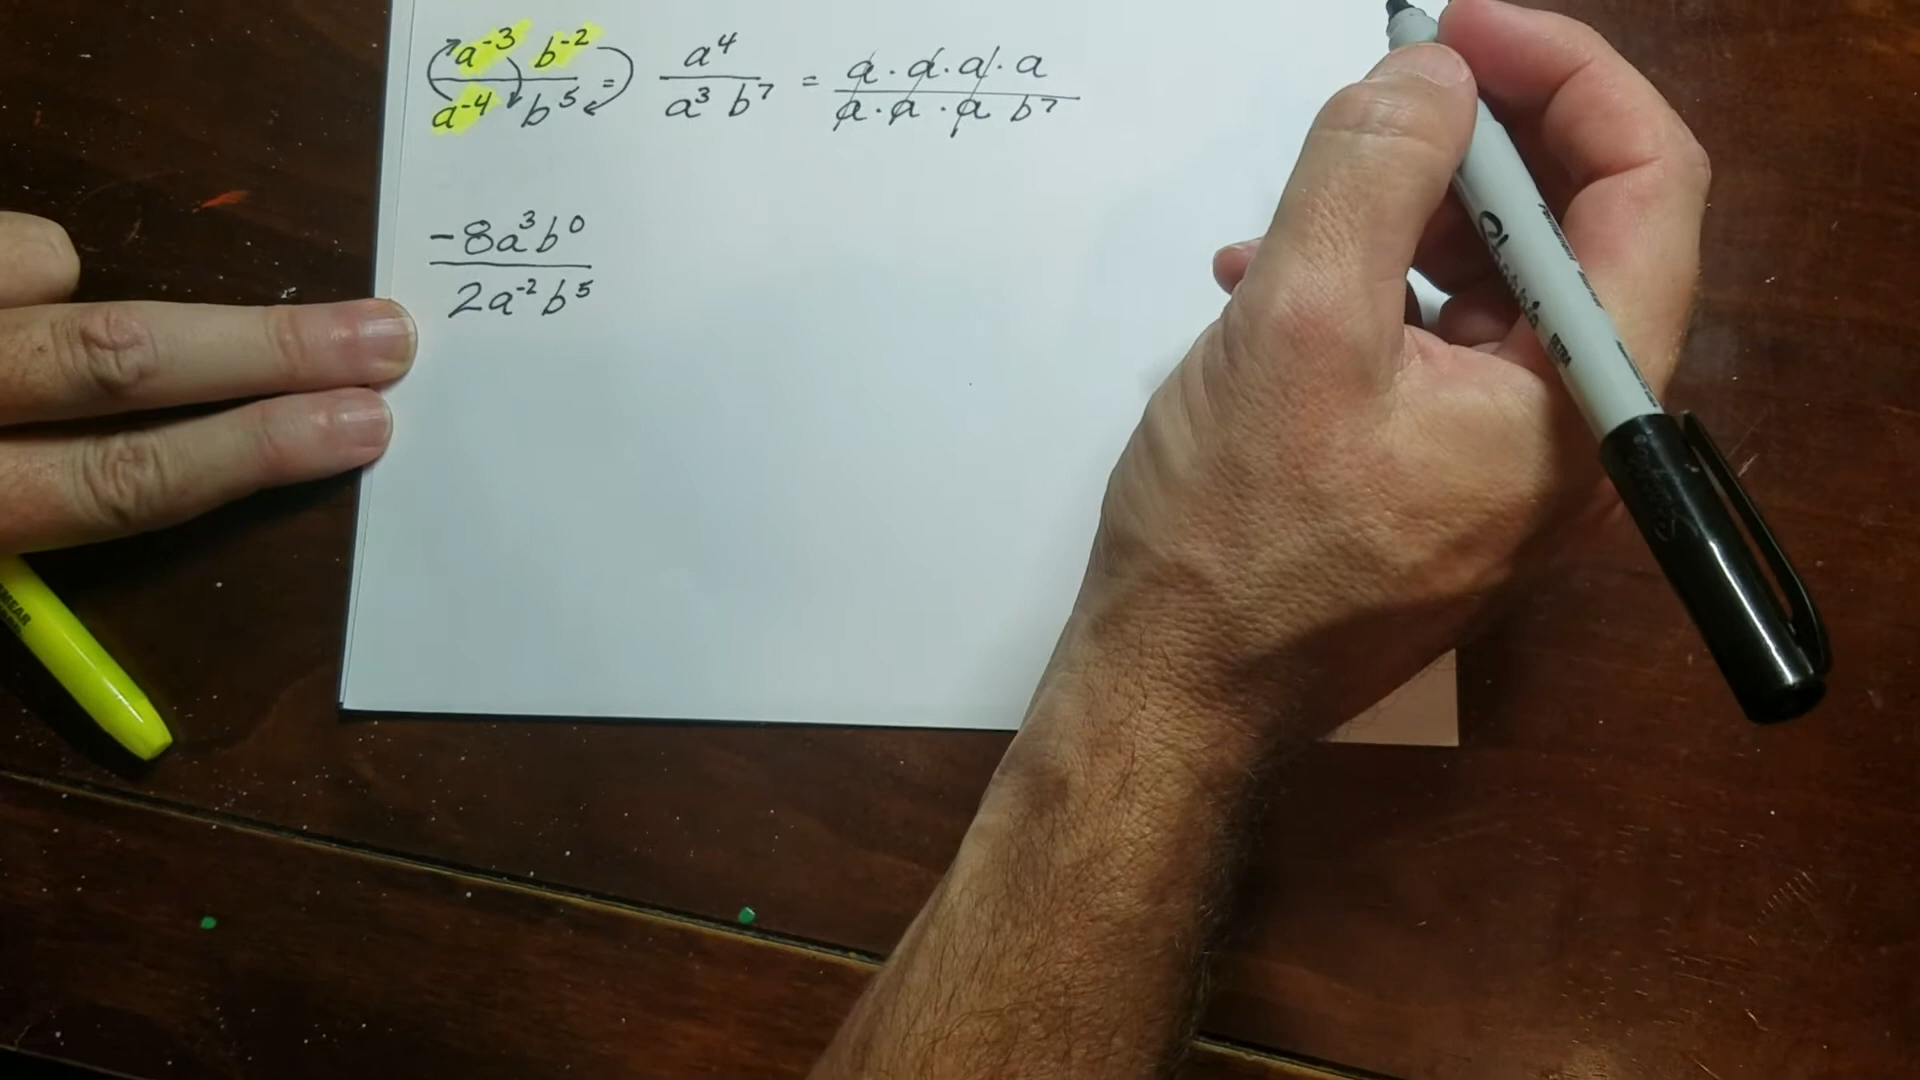 a⁻³ b⁻² / a⁻⁴ b⁵ = a⁴ / a³ b⁷ = a · a · a · a / a · a · a b⁷
-8a³b⁰ / 2a⁻²b⁵